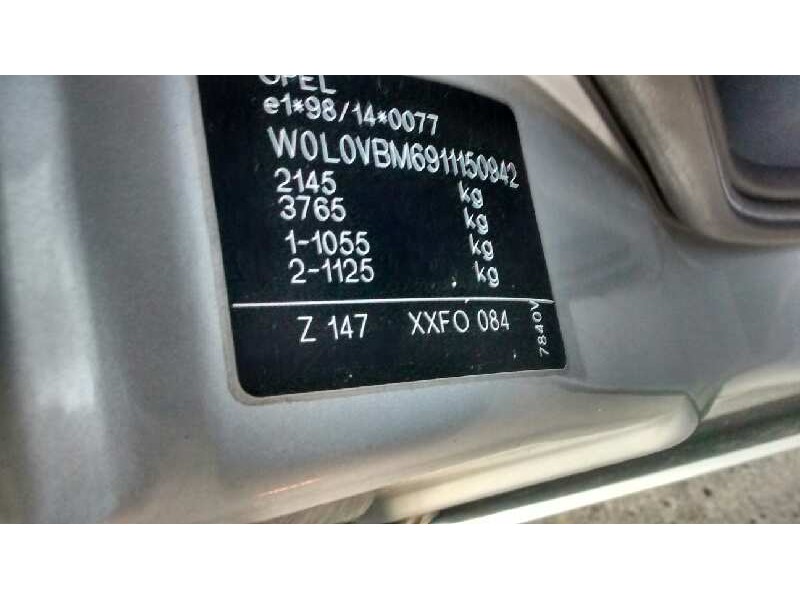 OPEL
e1*98/14*0077
W0L0VBM6911150942
2145 kg
3765 kg
1-1055 kg
2-1125 kg
Z 147 XXFO 084
7840V